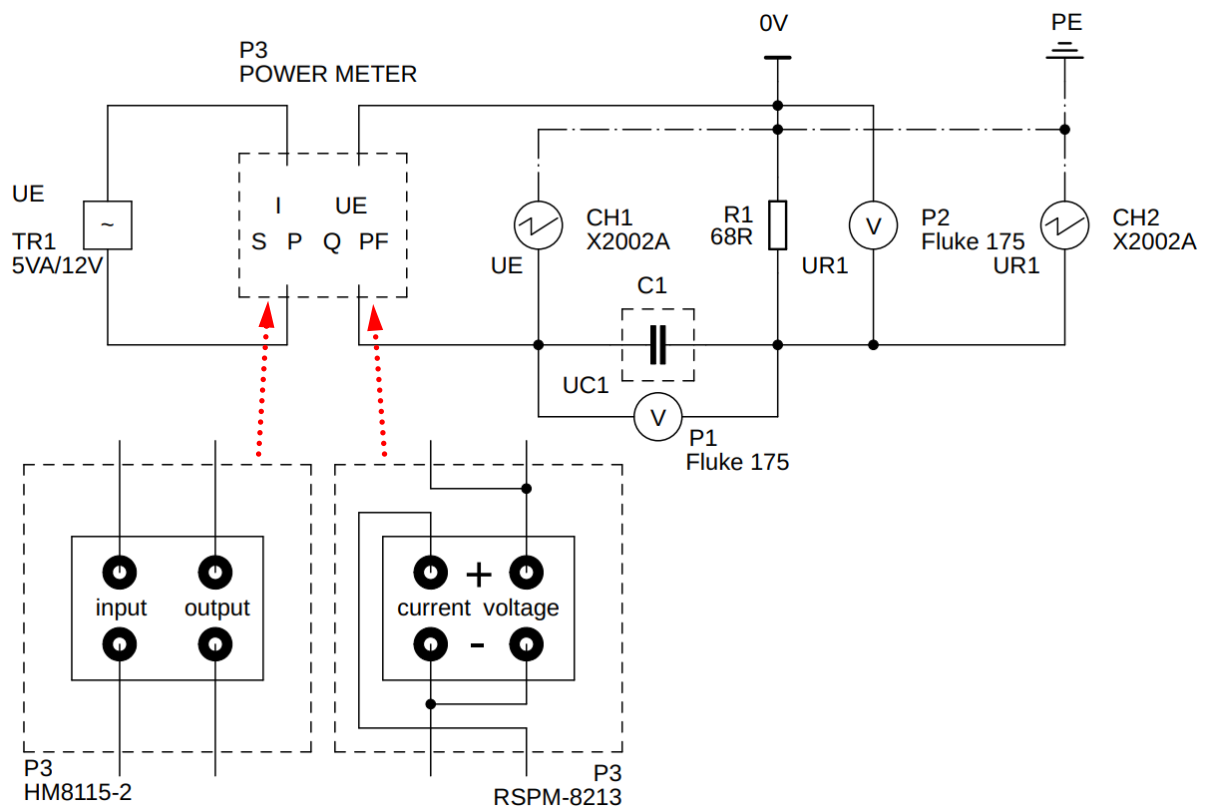 0V
PE
P3
POWER METER
UE
TR1
5VA/12V
~
I
UE
S P Q PF
CH1
X2002A
UE
R1
68R
V
P2
Fluke 175
UR1
CH2
X2002A
UR1
C1
UC1
V
P1
Fluke 175
input
output
+
current
voltage
-
P3
HM8115-2
P3
RSPM-8213